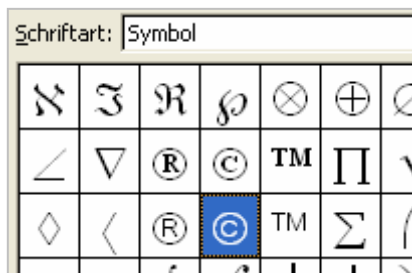 Schriftart: Symbol
ℵ ℑ ℜ ℘ ⊗ ⊕
∠ ∇ ® © ™ ∏
◊ 〈 ® © ™ Σ